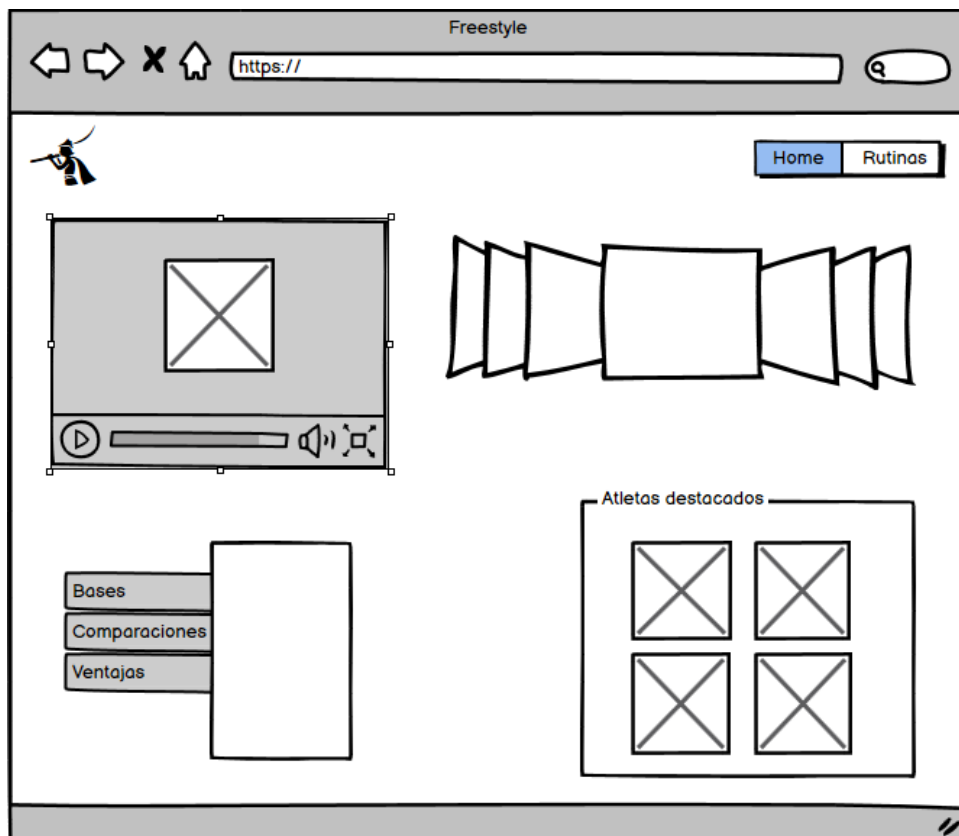 Freestyle
https://
Home
Rutinas
Atletas destacados
Bases
Comparaciones
Ventajas